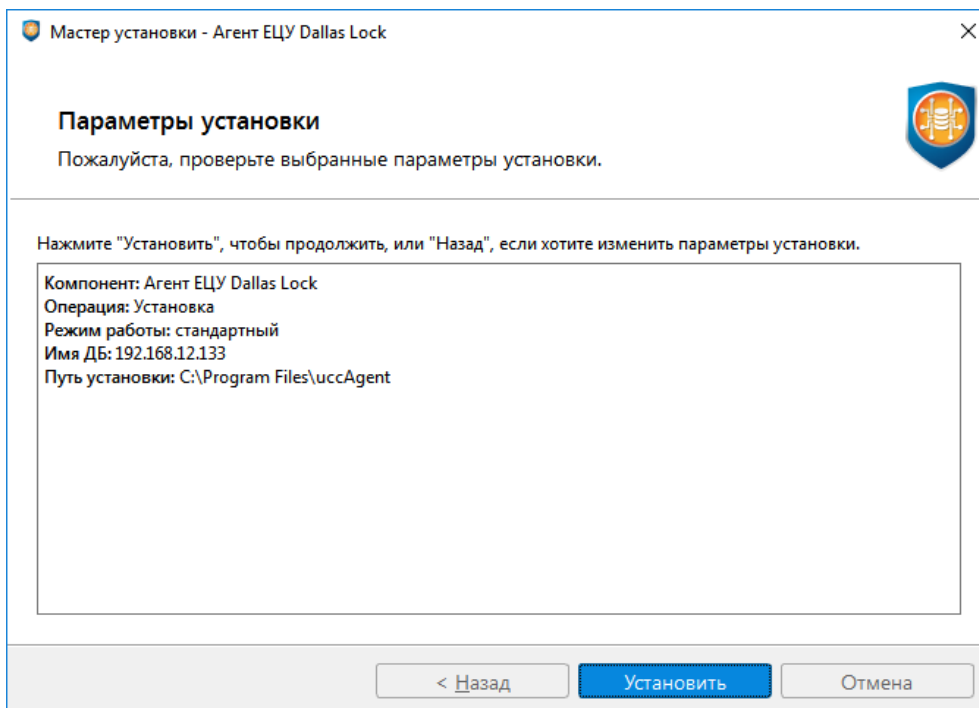 Мастер установки - Агент ЕЦУ Dallas Lock
Параметры установки
Пожалуйста, проверьте выбранные параметры установки.
Нажмите "Установить", чтобы продолжить, или "Назад", если хотите изменить параметры установки.
Компонент: Агент ЕЦУ Dallas Lock
Операция: Установка
Режим работы: стандартный
Имя ДБ: 192.168.12.133
Путь установки: C:\Program Files\uccAgent
< Назад Установить Отмена